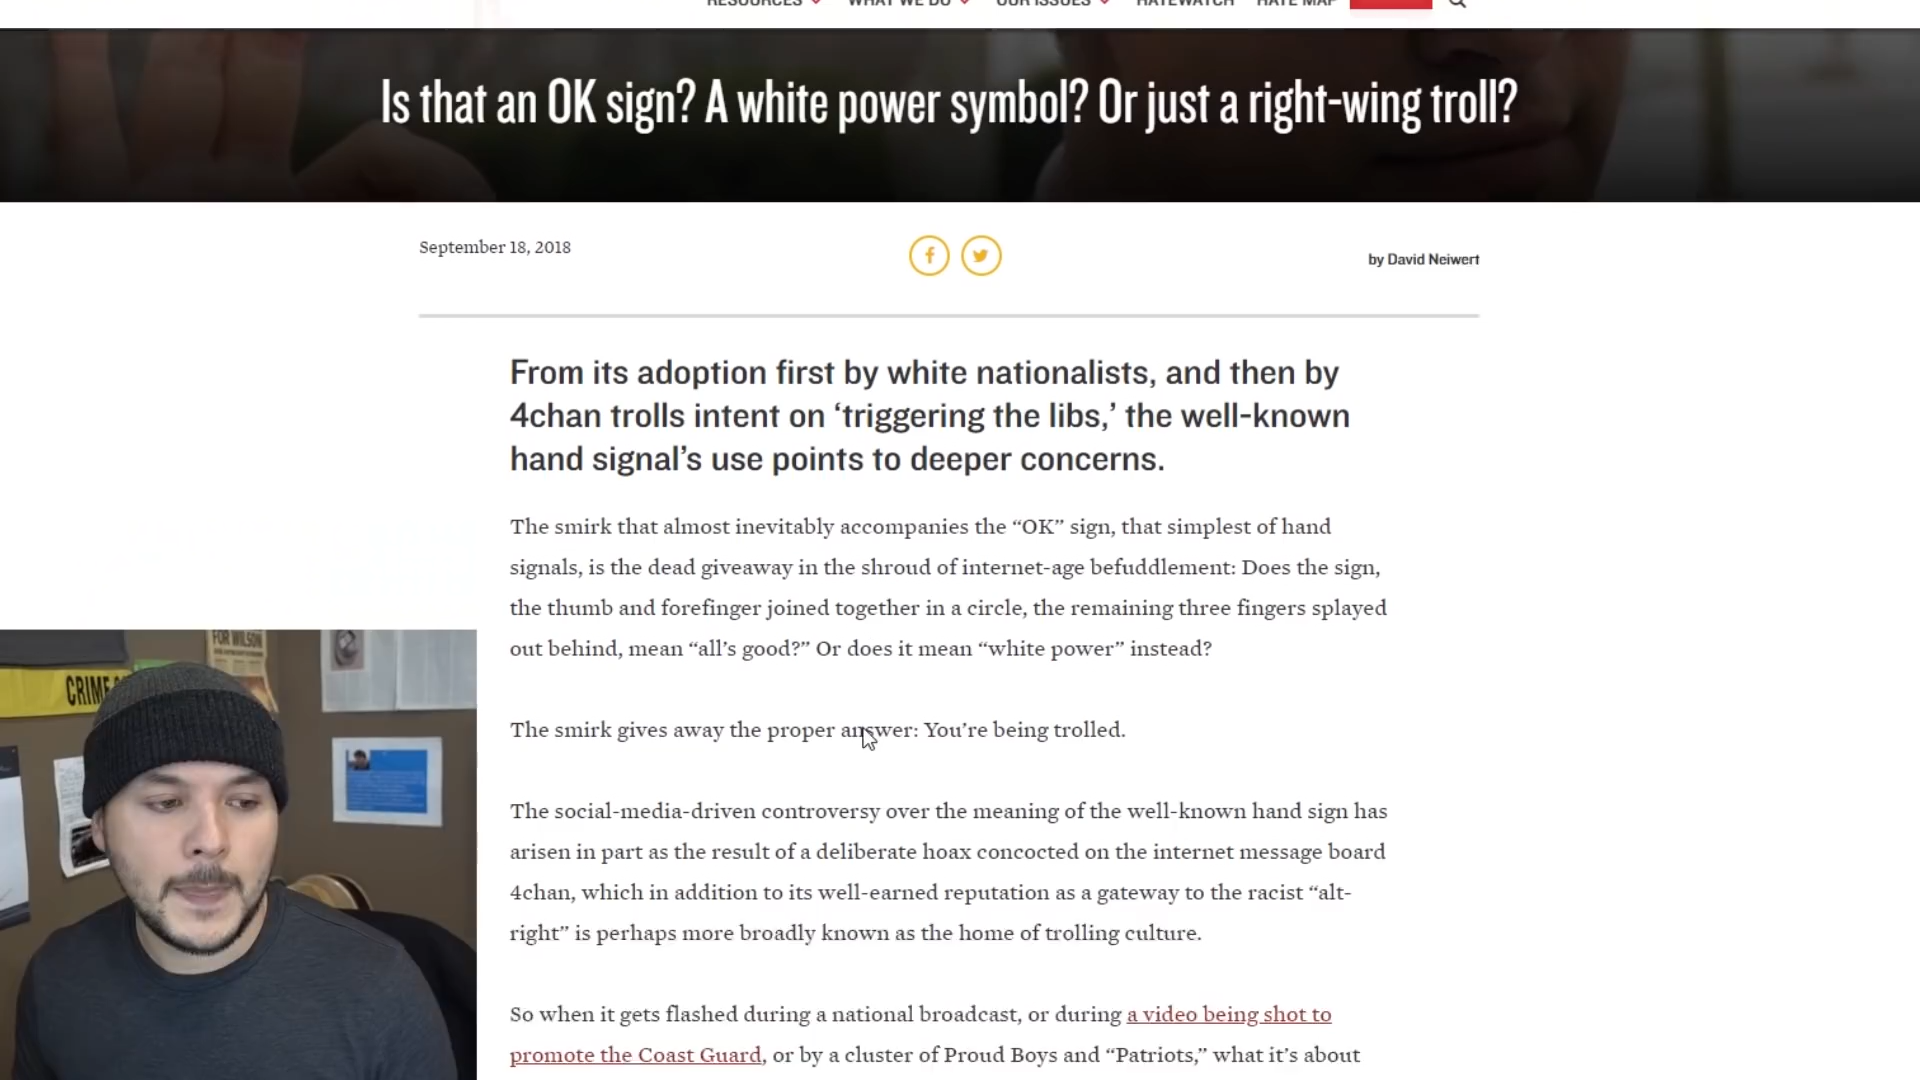 RESOURCES WHAT WE DO OUR ISSUES HATEWATCH HATE MAP
Is that an OK sign? A white power symbol? Or just a right-wing troll?
September 18, 2018
by David Neiwert
From its adoption first by white nationalists, and then by
4chan trolls intent on ‘triggering the libs,’ the well-known
hand signal’s use points to deeper concerns.
The smirk that almost inevitably accompanies the “OK” sign, that simplest of hand
signals, is the dead giveaway in the shroud of internet-age befuddlement: Does the sign,
the thumb and forefinger joined together in a circle, the remaining three fingers splayed
out behind, mean “all’s good?” Or does it mean “white power” instead?
The smirk gives away the proper answer: You’re being trolled.
The social-media-driven controversy over the meaning of the well-known hand sign has
arisen in part as the result of a deliberate hoax concocted on the internet message board
4chan, which in addition to its well-earned reputation as a gateway to the racist “alt-
right” is perhaps more broadly known as the home of trolling culture.
So when it gets flashed during a national broadcast, or during a video being shot to
promote the Coast Guard, or by a cluster of Proud Boys and “Patriots,” what it’s about
FOR WILSON
CRIME